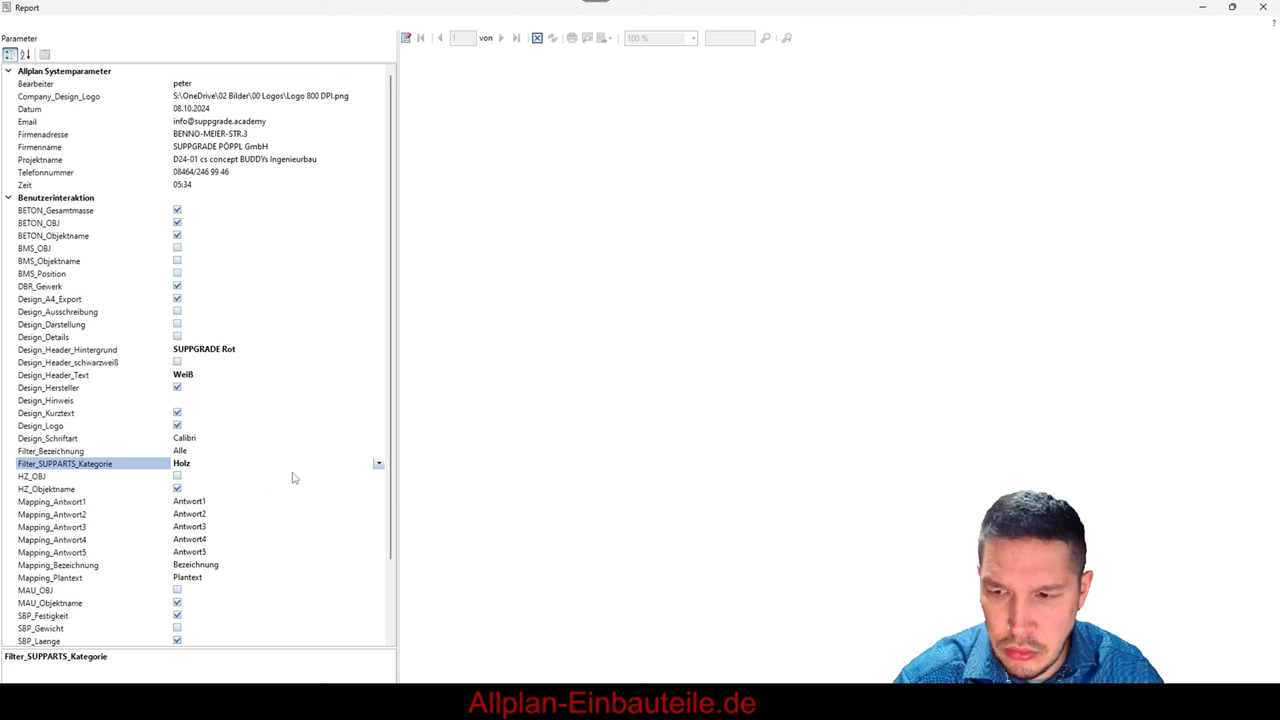 Report
?
Parameter
1 von 100 %
Allplan Systemparameter
Bearbeiter peter
Company_Design_Logo S:\OneDrive\02 Bilder\00 Logos\Logo 800 DPI.png
Datum 08.10.2024
Email info@suppgrade.academy
Firmenadresse BENNO-MEIER-STR.3
Firmenname SUPPGRADE PÖPPL GmbH
Projektname D24-01 cs concept BUDDYs Ingenieurbau
Telefonnummer 08464/246 99 46
Zeit 05:34
Benutzerinteraktion
BETON_Gesamtmasse
BETON_OBJ
BETON_Objektname
BMS_OBJ
BMS_Objektname
BMS_Position
DBR_Gewerk
Design_A4_Export
Design_Ausschreibung
Design_Darstellung
Design_Details
Design_Header_Hintergrund SUPPGRADE Rot
Design_Header_schwarzweiß
Design_Header_Text Weiß
Design_Hersteller
Design_Hinweis
Design_Kurztext
Design_Logo
Design_Schriftart Calibri
Filter_Bezeichnung Alle
Filter_SUPPARTS_Kategorie Holz
HZ_OBJ
HZ_Objektname
Mapping_Antwort1 Antwort1
Mapping_Antwort2 Antwort2
Mapping_Antwort3 Antwort3
Mapping_Antwort4 Antwort4
Mapping_Antwort5 Antwort5
Mapping_Bezeichnung Bezeichnung
Mapping_Plantext Plantext
MAU_OBJ
MAU_Objektname
SBP_Festigkeit
SBP_Gewicht
SBP_Laenge
Filter_SUPPARTS_Kategorie
Allplan-Einbauteile.de